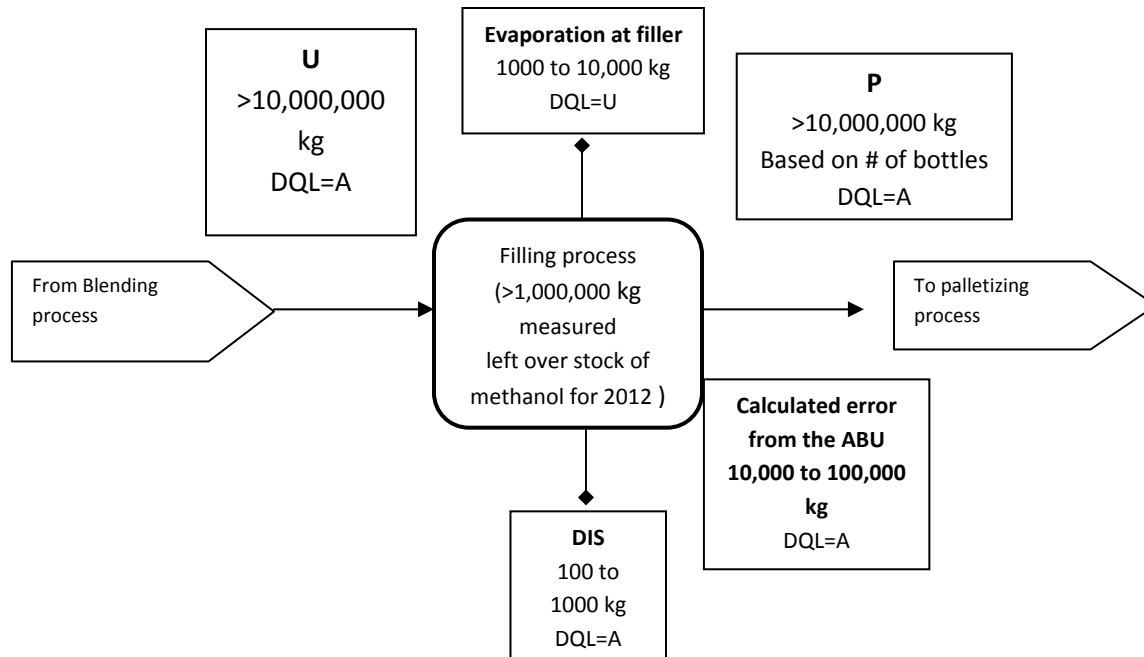 Evaporation at filler
1000 to 10,000 kg
DQL=U
U
>10,000,000
kg
DQL=A
P
>10,000,000 kg
Based on # of bottles
DQL=A
From Blending
process
Filling process
(>1,000,000 kg
measured
left over stock of
methanol for 2012 )
To palletizing
process
Calculated error
from the ABU
10,000 to 100,000
kg
DQL=A
DIS
100 to
1000 kg
DQL=A